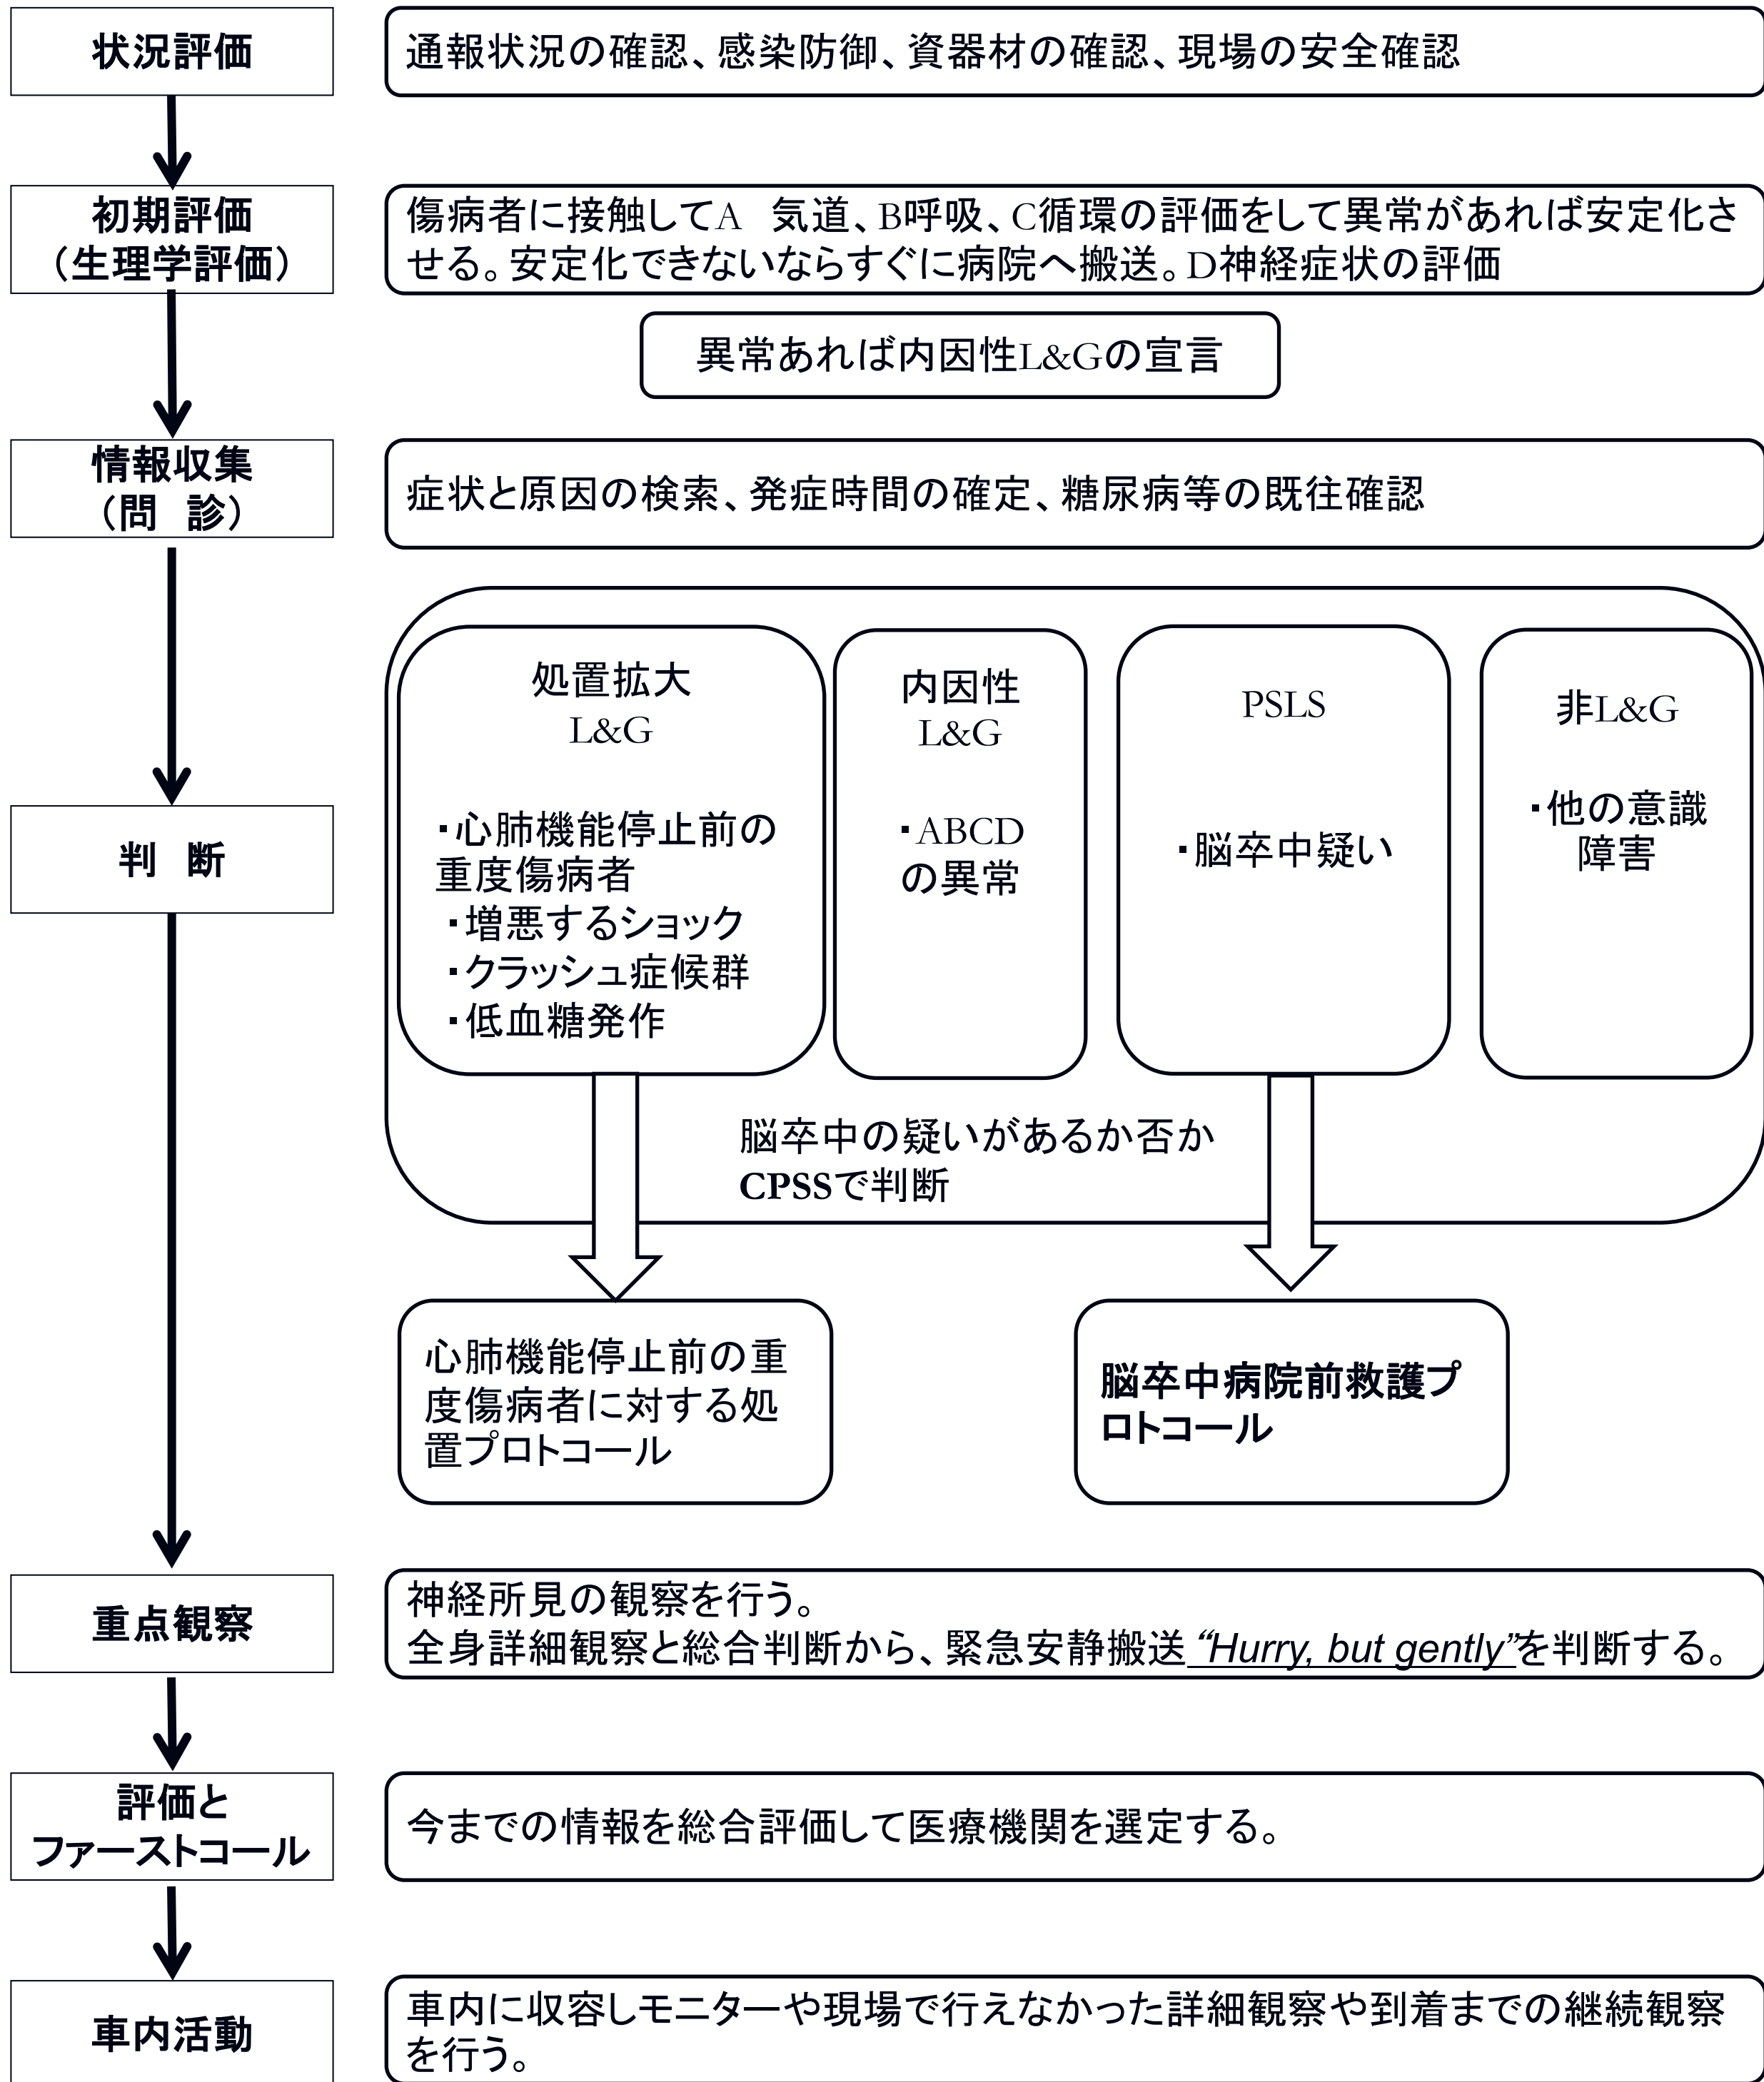 状況評価
通報状況の確認、感染防御、資器材の確認、現場の安全確認
初期評価
（生理学評価）
傷病者に接触してA　気道、B呼吸、C循環の評価をして異常があれば安定化さ
せる。安定化できないならすぐに病院へ搬送。D神経症状の評価
異常あれば内因性L&Gの宣言
情報収集
（問　診）
症状と原因の検索、発症時間の確定、糖尿病等の既往確認
判　断
処置拡大
L&G
・心肺機能停止前の
重度傷病者
・増悪するショック
・クラッシュ症候群
・低血糖発作
内因性
L&G
・ABCD
の異常
PSLS
・脳卒中疑い
非L&G
・他の意識
障害
脳卒中の疑いがあるか否か
CPSSで判断
心肺機能停止前の重
度傷病者に対する処
置プロトコール
脳卒中病院前救護プ
ロトコール
重点観察
神経所見の観察を行う。
全身詳細観察と総合判断から、緊急安静搬送 “Hurry, but gently”を判断する。
評価と
ファーストコール
今までの情報を総合評価して医療機関を選定する。
車内活動
車内に収容しモニターや現場で行えなかった詳細観察や到着までの継続観察
を行う。